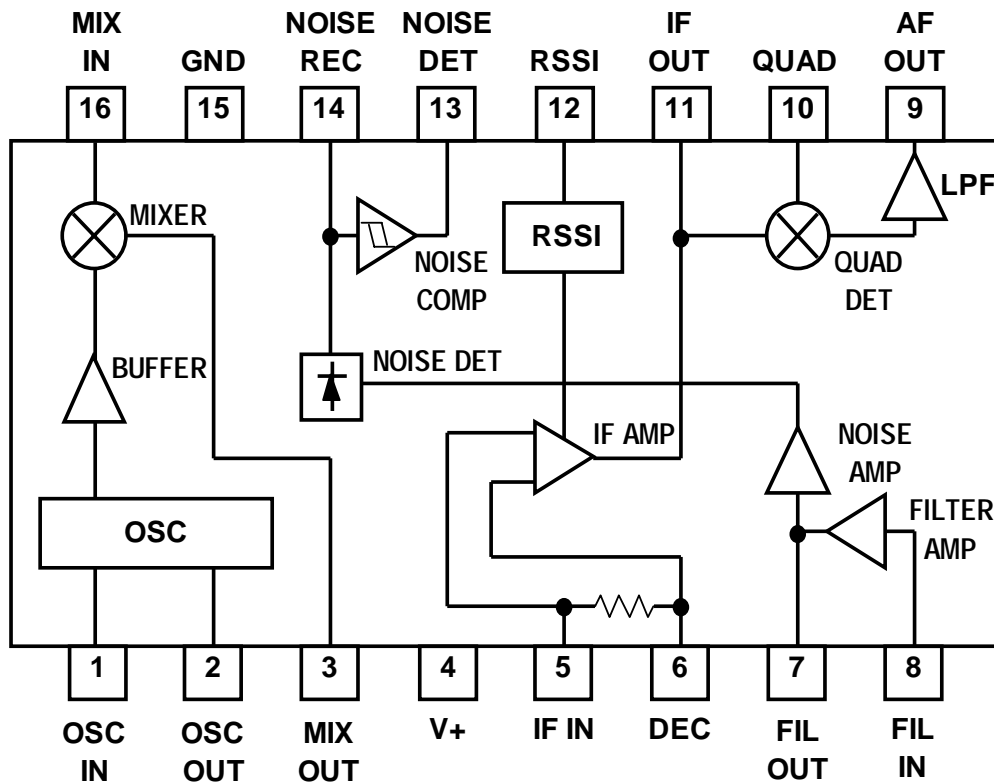 MIX NOISE NOISE IF AF
IN GND REC DET RSSI OUT QUAD OUT
16 15 14 13 12 11 10 9
LPF
MIXER
RSSI
NOISE
COMP
QUAD
DET
BUFFER
NOISE DET
IF AMP
NOISE
AMP
OSC
FILTER
AMP
1 2 3 4 5 6 7 8
OSC OSC MIX V+ IF IN DEC FIL FIL
IN OUT OUT OUT IN